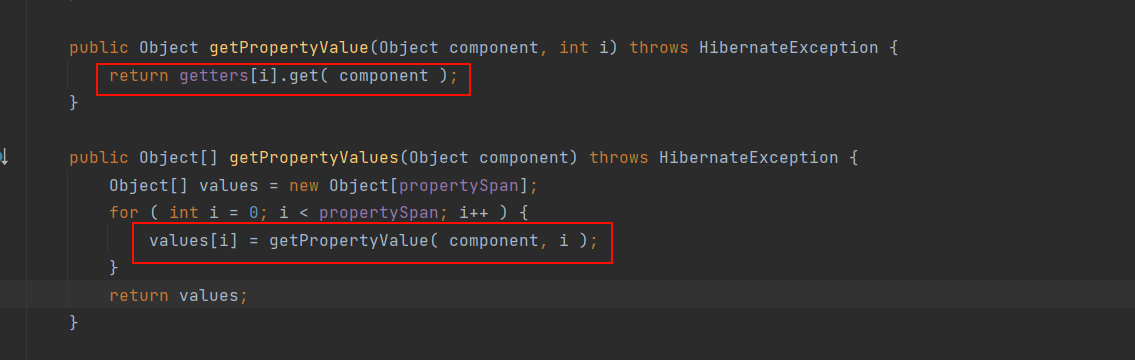 public Object getPropertyValue(Object component, int i) throws HibernateException {
return getters[i].get( component );
}
public Object[] getPropertyValues(Object component) throws HibernateException {
Object[] values = new Object[propertySpan];
for ( int i = 0; i < propertySpan; i++ ) {
values[i] = getPropertyValue( component, i );
}
return values;
}